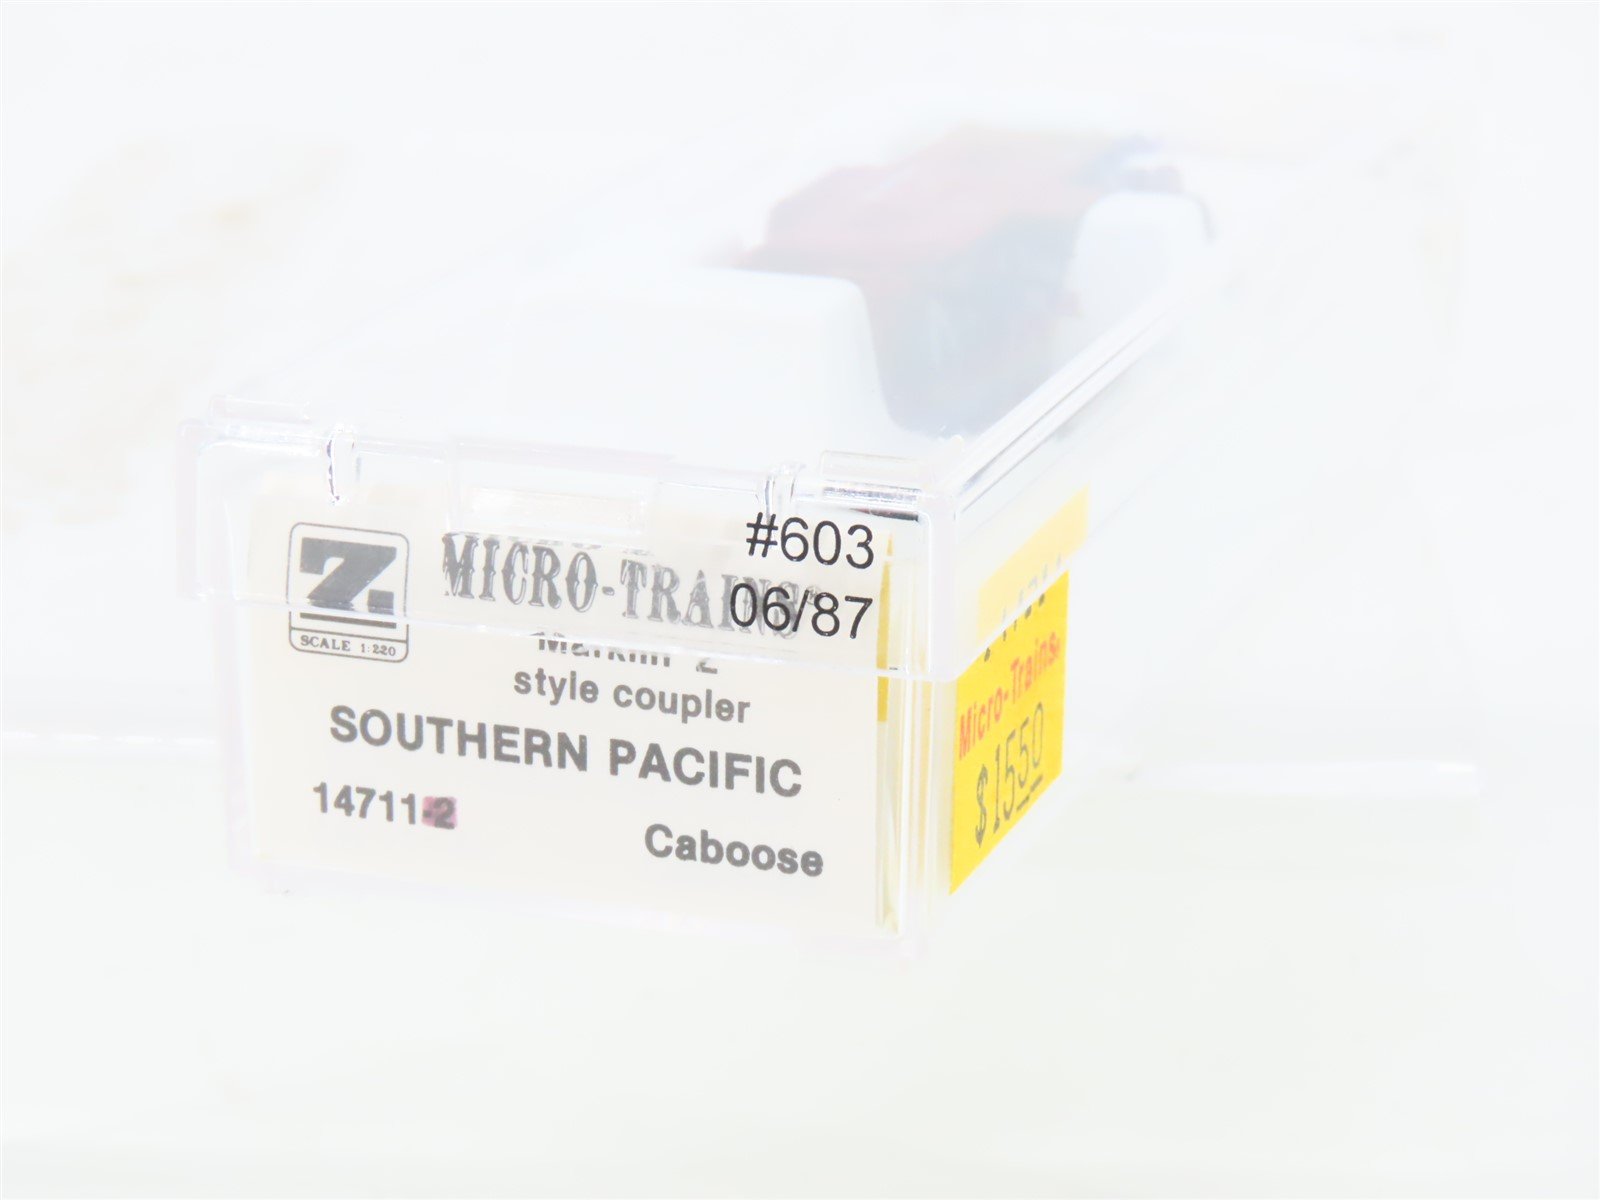 #603
06/87
Z
SCALE 1:220
MICRO-TRAINS®
Marklin Z
style coupler
SOUTHERN PACIFIC
14711-2
Caboose
Micro-Trains
$15.50